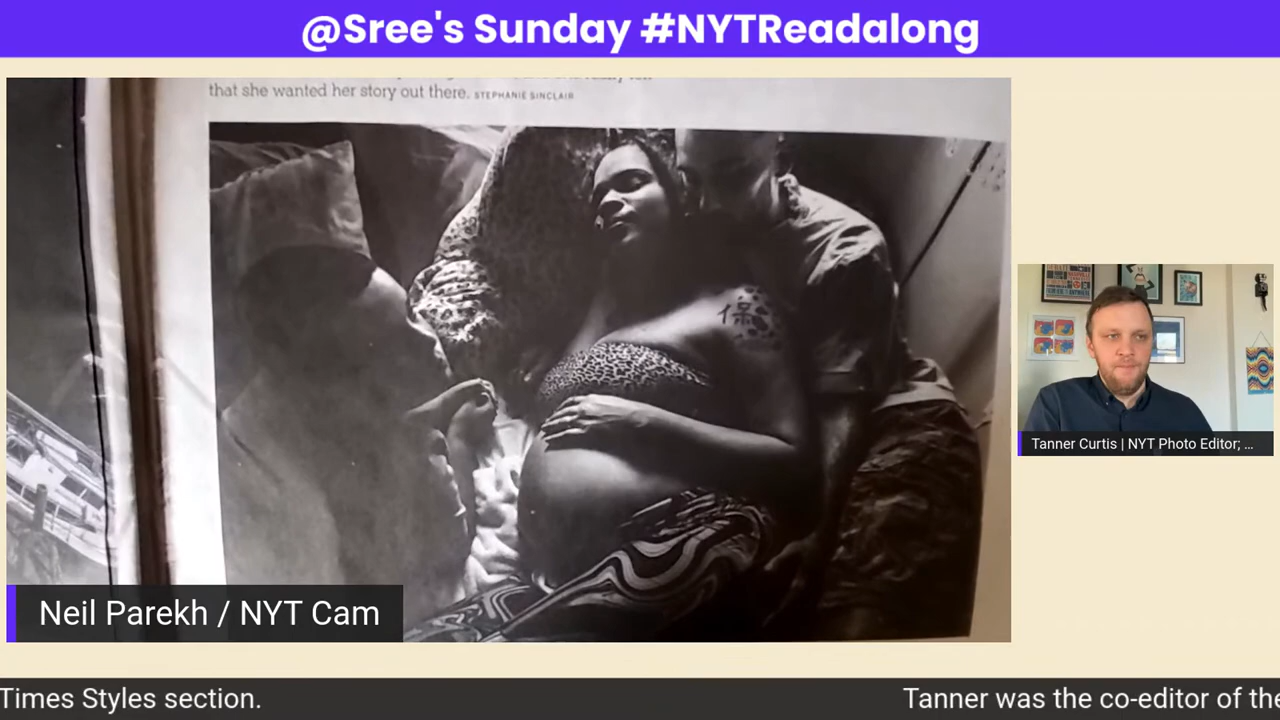 @Sree's Sunday #NYTReadalong
that she wanted her story out there. STEPHANIE SINCLAIR
保
Tanner Curtis | NYT Photo Editor; ...
Neil Parekh / NYT Cam
Times Styles section.
Tanner was the co-editor of the